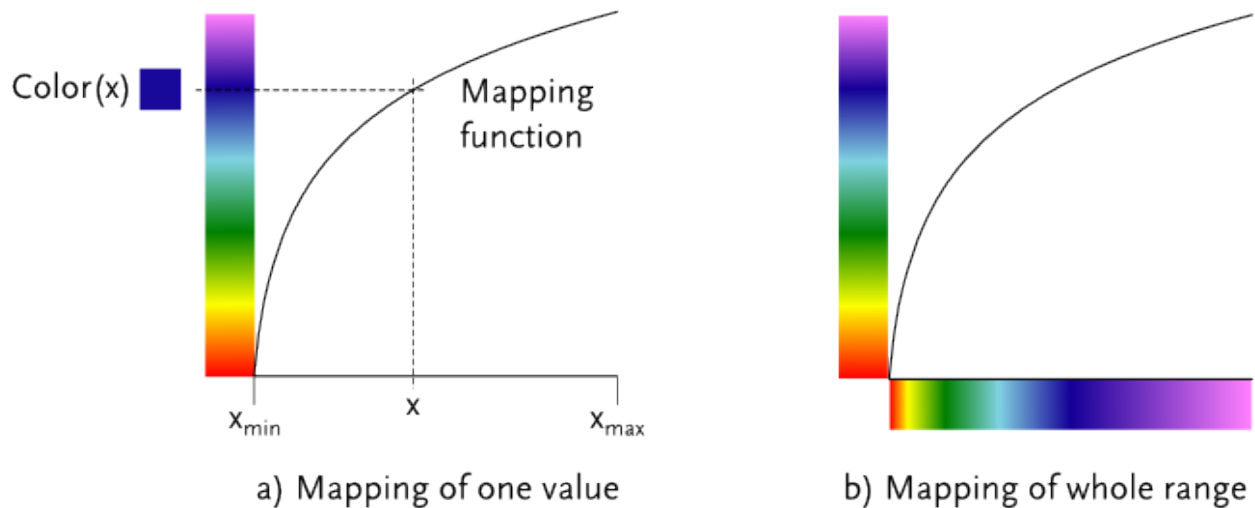 Color(x)
Mapping
function
xmin
x
xmax
a) Mapping of one value
b) Mapping of whole range